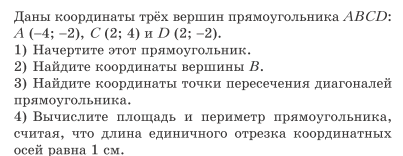 Даны координаты трёх вершин прямоугольника ABCD:
A (–4; –2), C (2; 4) и D (2; –2).
1) Начертите этот прямоугольник.
2) Найдите координаты вершины B.
3) Найдите координаты точки пересечения диагоналей
прямоугольника.
4) Вычислите площадь и периметр прямоугольника,
считая, что длина единичного отрезка координатных
осей равна 1 см.